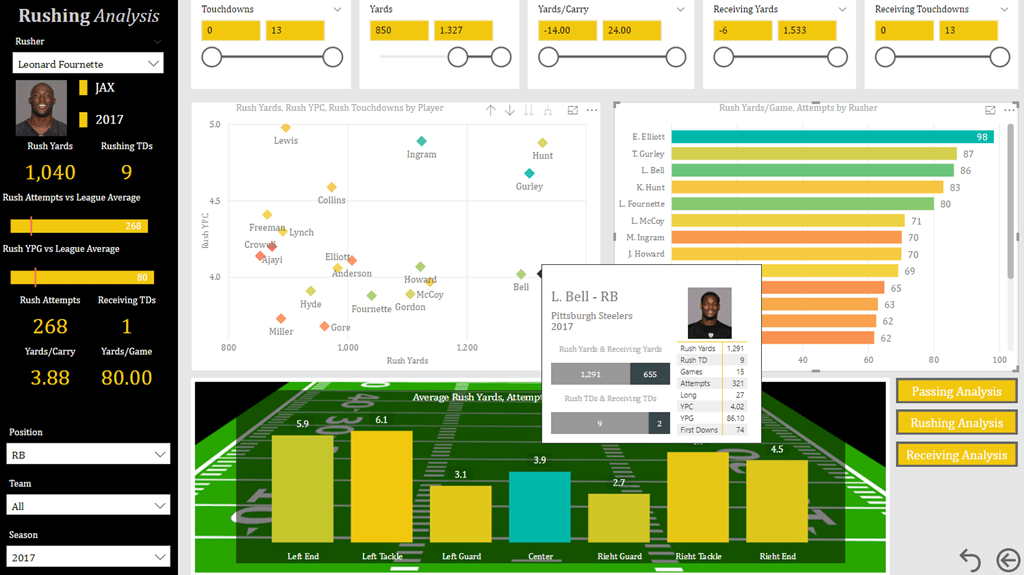 Rushing Analysis
Rusher
Leonard Fournette
JAX
2017
Rush Yards Rushing TDs
1,040 9
Rush Attempts vs League Average
268
Rush YPG vs League Average
80
Rush Attempts Receiving TDs
268 1
Yards/Carry Yards/Game
3.88 80.00
Position
RB
Team
All
Season
2017
Touchdowns
0 13
Yards
850 1.327
Yards/Carry
-14.00 24.00
Receiving Yards
-6 1.533
Receiving Touchdowns
0 13
Rush Yards, Rush YPC, Rush Touchdowns by Player
Rush YPC
5.0
4.5
4.0
Lewis
Ingram
Hunt
Gurley
Collins
Freeman
Lynch
Crowell
Ajayi
Elliott
Anderson
Howard
McCoy
Bell
Hyde
Fournette
Gordon
Miller
Gore
800 1,000 1,200
Rush Yards
Rush Yards/Game, Attempts by Rusher
E. Elliott 98
T. Gurley 87
L. Bell 86
K. Hunt 83
L. Fournette 80
L. McCoy 71
M. Ingram 70
J. Howard 70
69
65
63
62
62
40 60 80 100
L. Bell - RB
Pittsburgh Steelers
2017
Rush Yards & Receiving Yards
1,291 655
Rush TDs & Receiving TDs
9 2
Rush Yards 1,291
Rush TD 9
Games 15
Attempts 321
Long 27
YPC 4.02
YPG 86.10
First Downs 74
Average Rush Yards, Attempt
5.9
6.1
3.1
3.9
2.7
4.5
Left End
Left Tackle
Left Guard
Center
Right Guard
Right Tackle
Right End
Passing Analysis
Rushing Analysis
Receiving Analysis